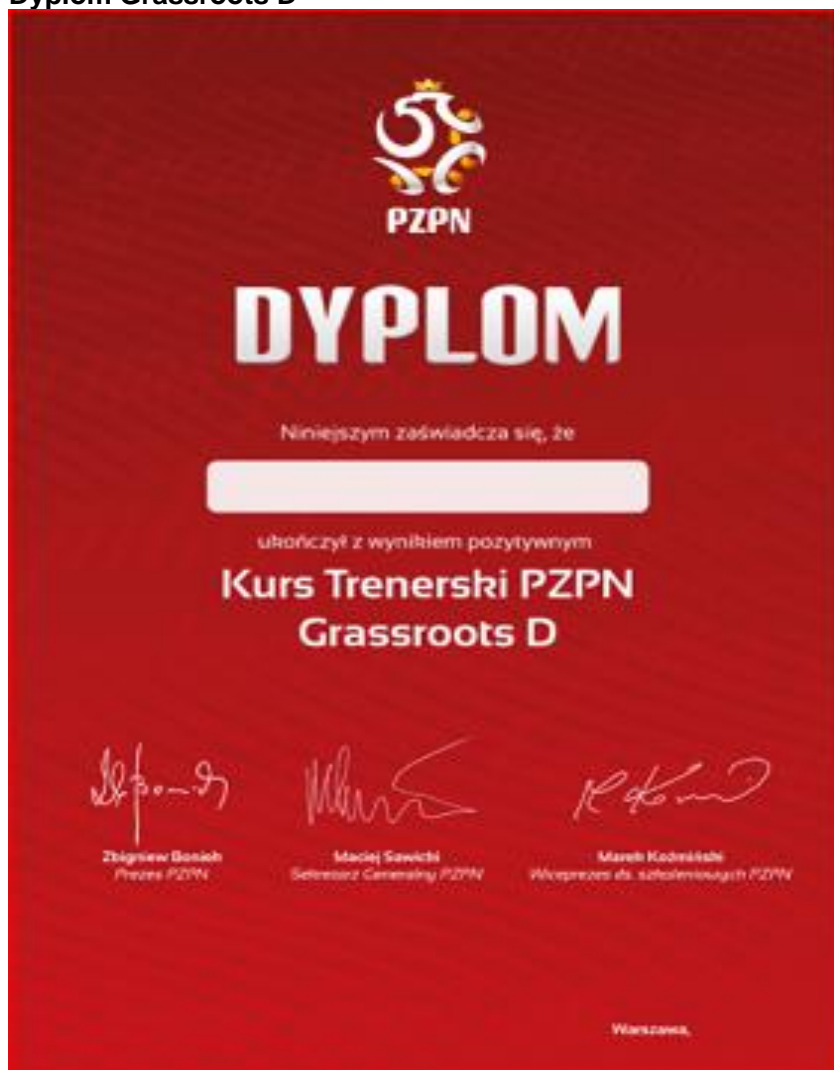 Dyplom Grassroots D
PZPN
DYPLOM
Niniejszym zaświadcza się, że
ukończył z wynikiem pozytywnym
Kurs Trenerski PZPN
Grassroots D
Zbigniew Boniek
Prezes PZPN
Maciej Sawicki
Sekretarz Generalny PZPN
Marek Koźmiński
Wiceprezes ds. szkoleniowych PZPN
Warszawa,